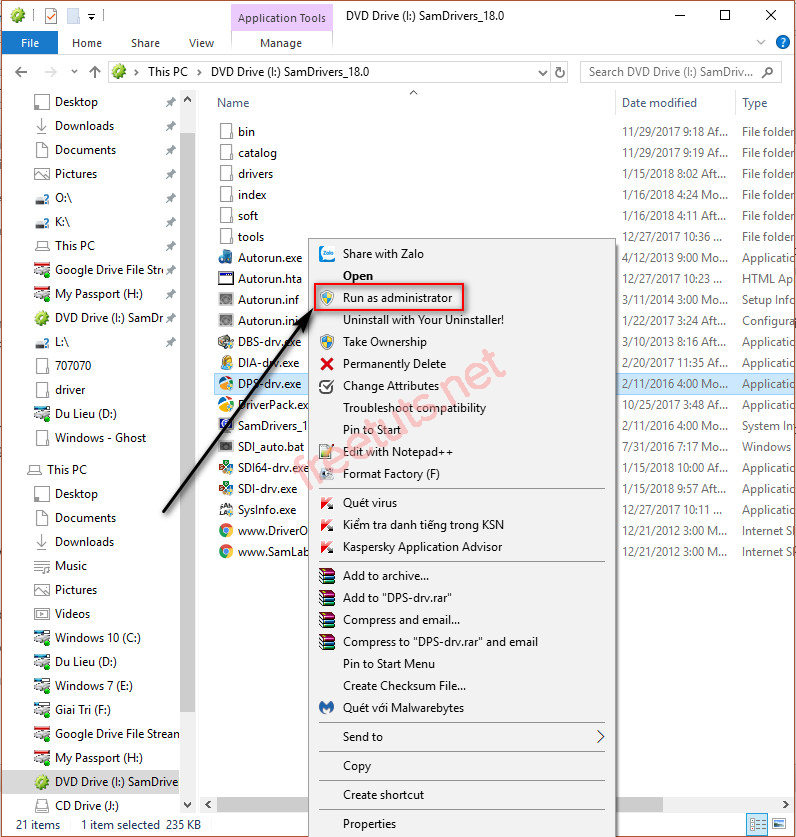 Application Tools
DVD Drive (I:) SamDrivers_18.0
File
Home
Share
View
Manage
This PC
DVD Drive (I:) SamDrivers_18.0
Search DVD Drive (I:) SamDriv...
Desktop
Downloads
Documents
Pictures
O:\
K:\
This PC
Google Drive File Stre
My Passport (H:)
DVD Drive (I:) SamDr
L:\
707070
driver
Du Lieu (D:)
Windows - Ghost
This PC
Desktop
Documents
Downloads
Music
Pictures
Videos
Windows 10 (C:)
Du Lieu (D:)
Windows 7 (E:)
Giai Tri (F:)
Google Drive File Stream
My Passport (H:)
DVD Drive (I:) SamDrive
CD Drive (J:)
Name
Date modified
Type
bin
11/29/2017 9:18 Af...
File folder
catalog
11/29/2017 9:19 Af...
File folder
drivers
1/15/2018 8:02 Aft...
File folder
index
1/16/2018 4:24 Mo...
File folder
soft
1/16/2018 4:11 Aft...
File folder
tools
12/27/2017 10:36 ...
File folder
Autorun.exe
4/12/2013 9:00 Mo...
Applicatio
Autorun.hta
12/27/2017 10:23 ...
HTML Ap
Autorun.inf
3/11/2014 3:00 Mo...
Setup Info
Autorun.ini
1/22/2017 3:24 Aft...
Configura
DBS-drv.exe
3/10/2013 8:16 Aft...
Applicatio
DIA-drv.exe
2/20/2017 11:35 Af...
Applicatio
DPS-drv.exe
2/11/2016 4:00 Mo...
Applicatio
DriverPack.ex
10/25/2017 3:48 Af...
Applicatio
SamDrivers_1
2/11/2016 4:00 Mo...
System In
SDI_auto.bat
7/31/2016 7:17 Mo...
Windows
SDI64-drv.exe
1/15/2018 10:00 Af...
Applicatio
SDI-drv.exe
1/15/2018 9:57 Aft...
Applicatio
SysInfo.exe
12/27/2017 10:11 ...
Applicatio
www.DriverO
12/21/2012 3:00 M...
Internet S
www.SamLab
12/21/2012 3:00 M...
Internet S
Zalo
Share with Zalo
Open
Run as administrator
Uninstall with Your Uninstaller!
Take Ownership
Permanently Delete
Change Attributes
Troubleshoot compatibility
Pin to Start
Edit with Notepad++
Format Factory (F)
Quét virus
Kiểm tra danh tiếng trong KSN
Kaspersky Application Advisor
Add to archive...
Add to "DPS-drv.rar"
Compress and email...
Compress to "DPS-drv.rar" and email
Pin to Start Menu
Create Checksum File...
Quét với Malwarebytes
Send to
Copy
Create shortcut
Properties
freetuts.net
21 items
1 item selected
235 KB